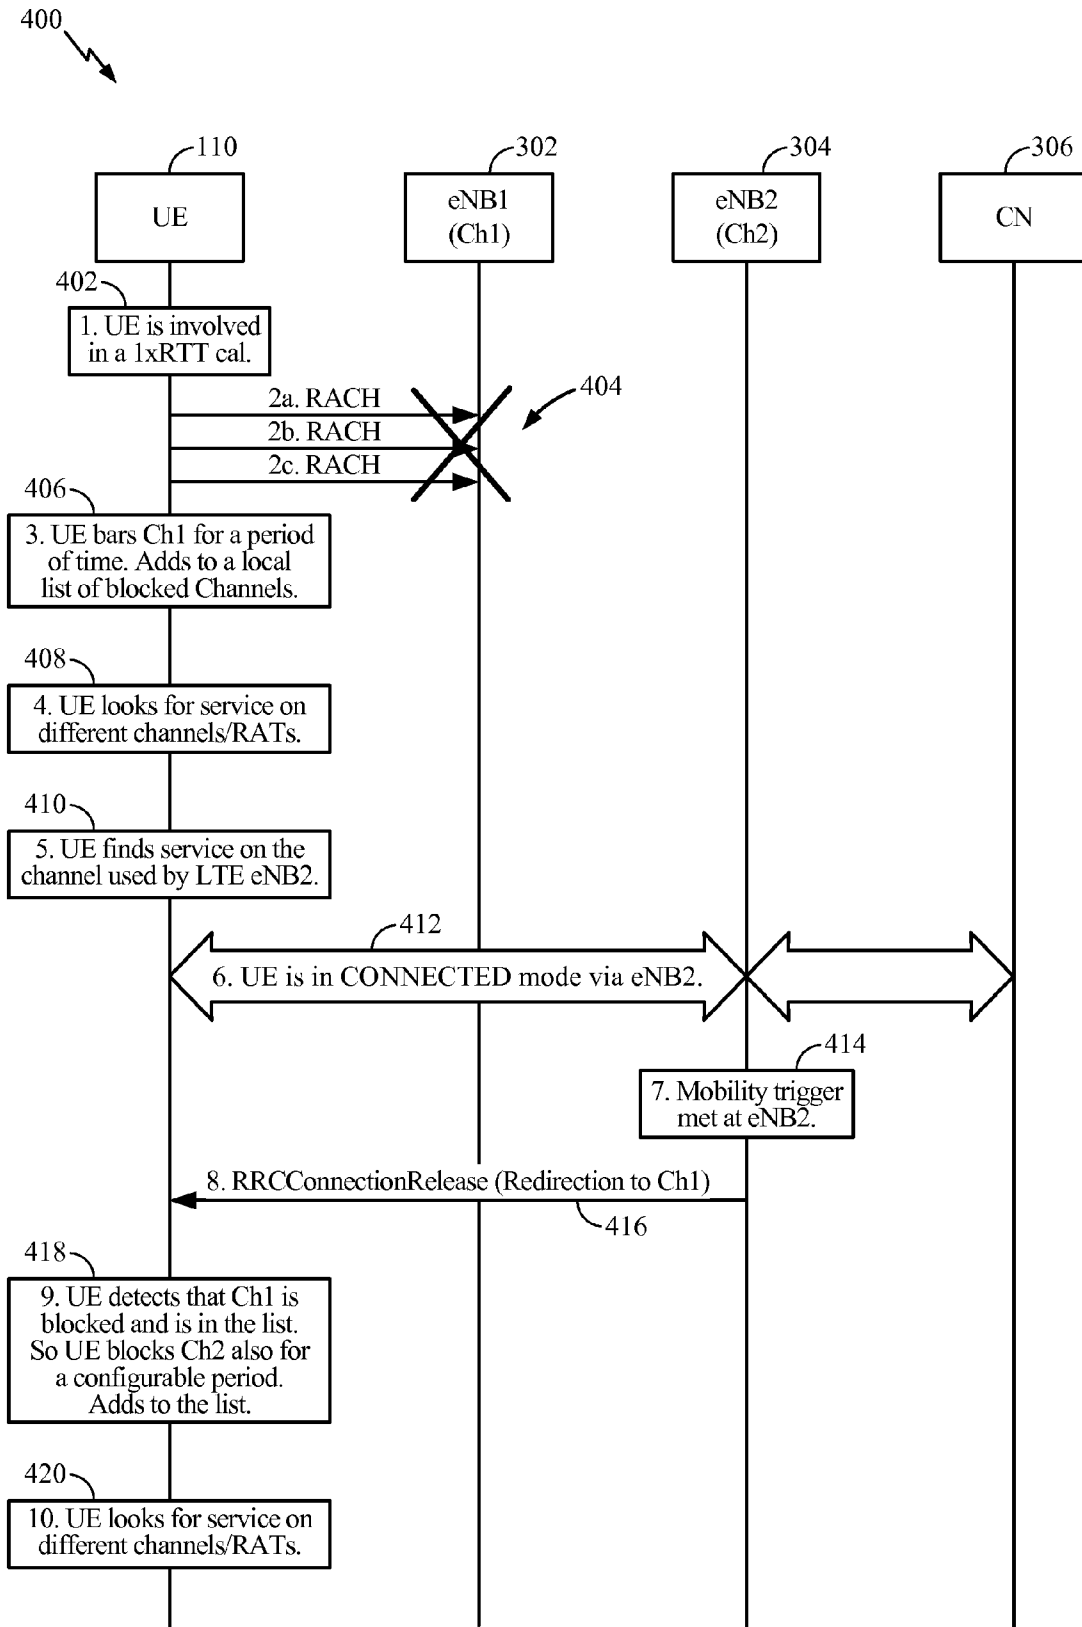 400
110
302
304
306
UE
eNB1
(Ch1)
eNB2
(Ch2)
CN
402
1. UE is involved
in a 1xRTT cal.
2a. RACH
2b. RACH
2c. RACH
404
406
3. UE bars Ch1 for a period
of time. Adds to a local
list of blocked Channels.
408
4. UE looks for service on
different channels/RATs.
410
5. UE finds service on the
channel used by LTE eNB2.
412
6. UE is in CONNECTED mode via eNB2.
414
7. Mobility trigger
met at eNB2.
8. RRCConnectionRelease (Redirection to Ch1)
416
418
9. UE detects that Ch1 is
blocked and is in the list.
So UE blocks Ch2 also for
a configurable period.
Adds to the list.
420
10. UE looks for service on
different channels/RATs.